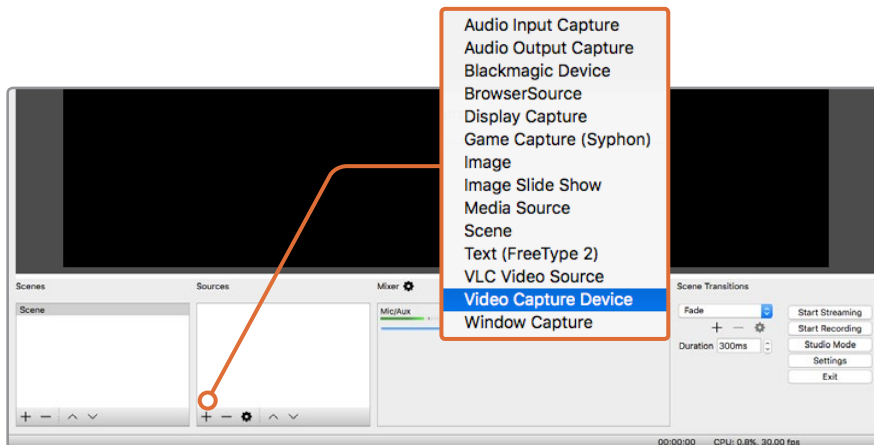 Audio Input Capture
Audio Output Capture
Blackmagic Device
BrowserSource
Display Capture
Game Capture (Syphon)
Image
Image Slide Show
Media Source
Scene
Text (FreeType 2)
VLC Video Source
Video Capture Device
Window Capture
Scenes
Sources
Mixer
Scene Transitions
Scene
Mic/Aux
Fade
Duration 300ms
Start Streaming
Start Recording
Studio Mode
Settings
Exit
00:00:00 CPU: 0.8%, 30.00 fps